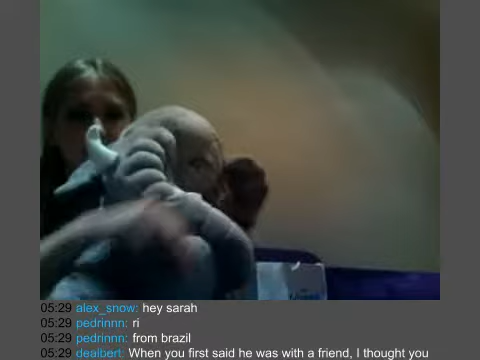 05:29 alex_snow: hey sarah
05:29 pedrinnn: ri
05:29 pedrinnn: from brazil
05:29 dealbert: When you first said he was with a friend, I thought you